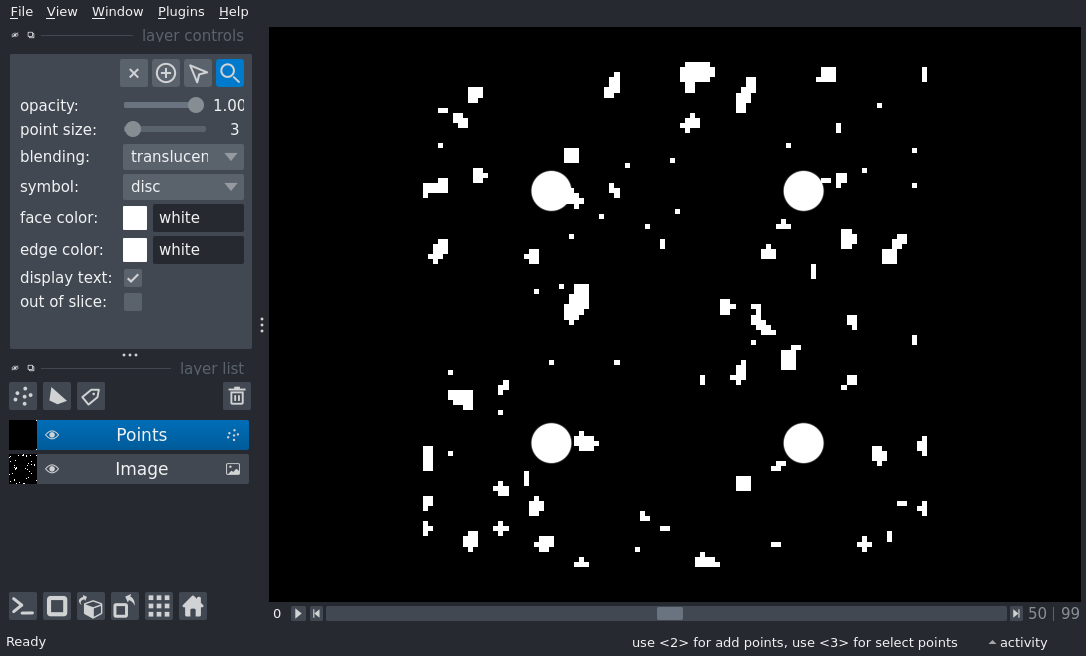 File View Window Plugins Help
layer controls
opacity: 1.00
point size: 3
blending: translucen
symbol: disc
face color: white
edge color: white
display text:
out of slice:
layer list
Points
Image
0 50 | 99
Ready use <2> for add points, use <3> for select points activity